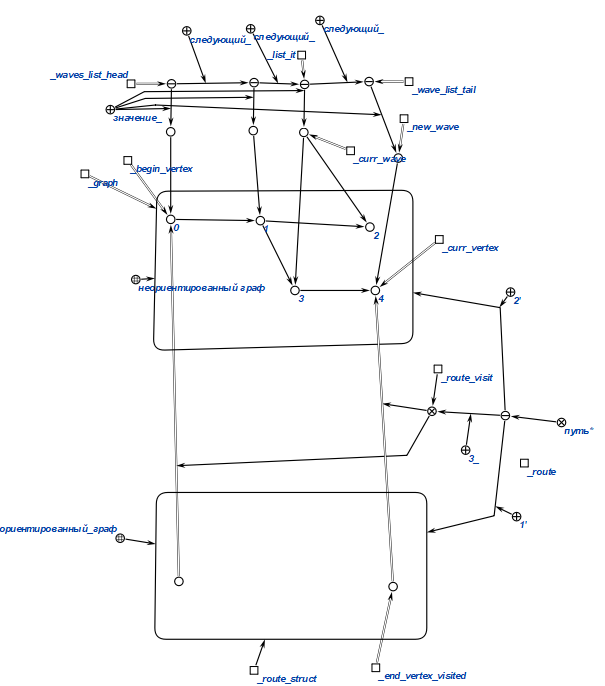 следующий_
следующий_
следующий_
_list_it
_waves_list_head
_wave_list_tail
значение_
_new_wave
_curr_wave
_begin_vertex
_graph
0
1
2
_curr_vertex
неориентированный граф
3
4
2'
_route_visit
путь*
3_
_route
1'
ориентированный_граф
_route_struct
_end_vertex_visited